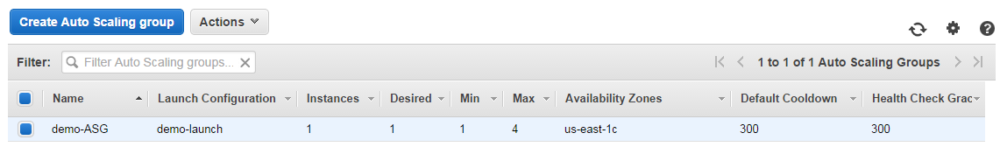 Create Auto Scaling group Actions
Filter: Filter Auto Scaling groups... 1 to 1 of 1 Auto Scaling Groups
Name Launch Configuration Instances Desired Min Max Availability Zones Default Cooldown Health Check Grac
demo-ASG demo-launch 1 1 1 4 us-east-1c 300 300